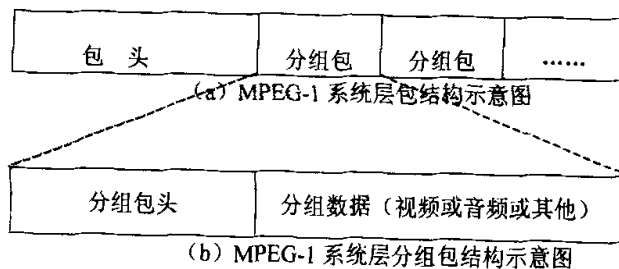 包 头 分组包 分组包 ……
(a) MPEG-1 系统层包结构示意图
分组包头 分组数据（视频或音频或其他）
(b) MPEG-1 系统层分组包结构示意图